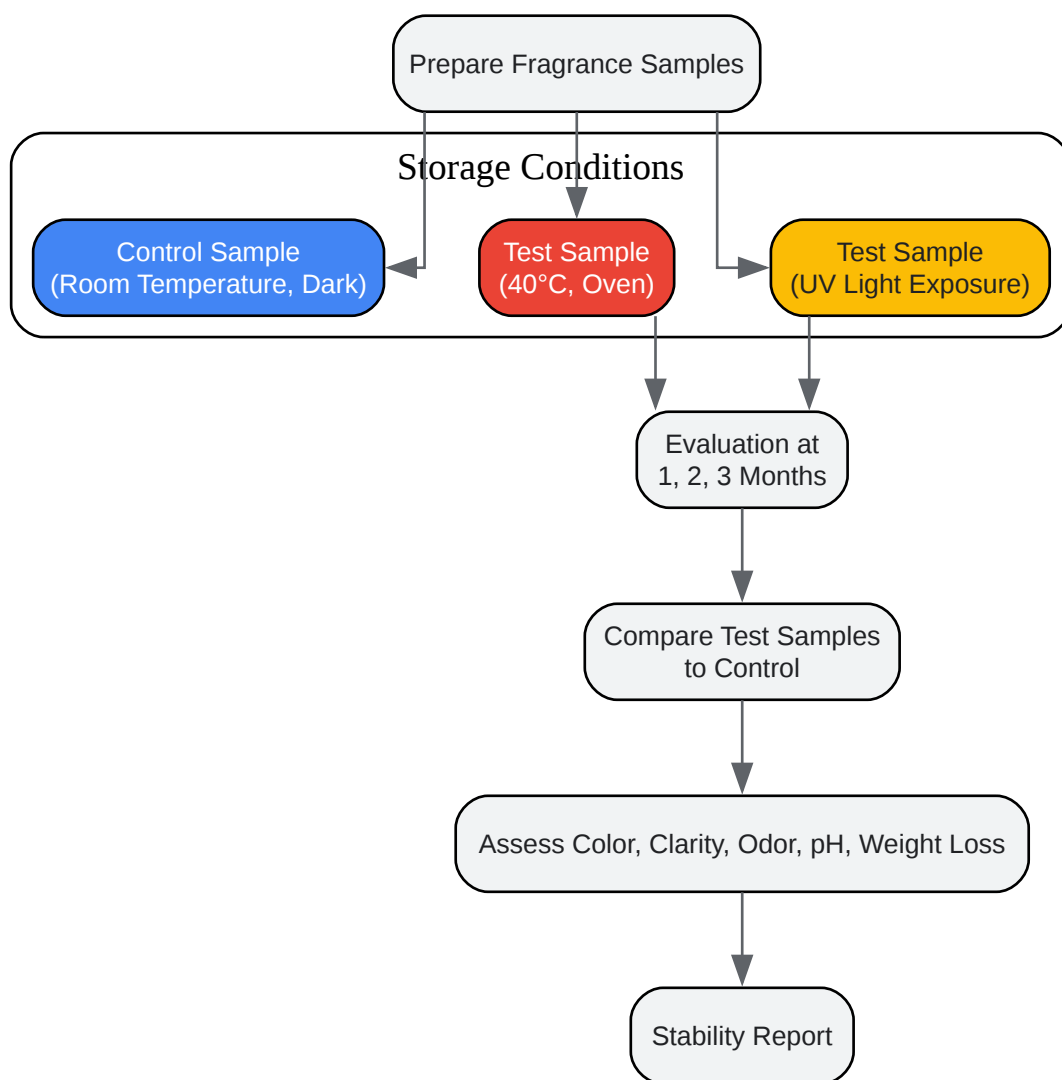 Prepare Fragrance Samples
Storage Conditions
Control Sample
(Room Temperature, Dark)
Test Sample
(40°C, Oven)
Test Sample
(UV Light Exposure)
Evaluation at
1, 2, 3 Months
Compare Test Samples
to Control
Assess Color, Clarity, Odor, pH, Weight Loss
Stability Report